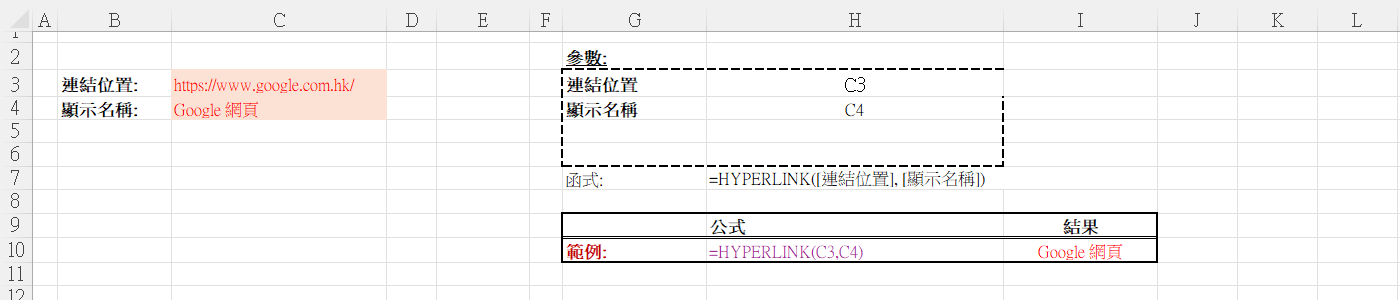 A B C D E F G H I J K L
1
2 參數:
3 連結位置: https://www.google.com.hk/ 連結位置 C3
4 顯示名稱: Google 網頁 顯示名稱 C4
5
6
7 函式: =HYPERLINK([連結位置], [顯示名稱])
8
9 公式 結果
10 範例: =HYPERLINK(C3,C4) Google 網頁
11
12